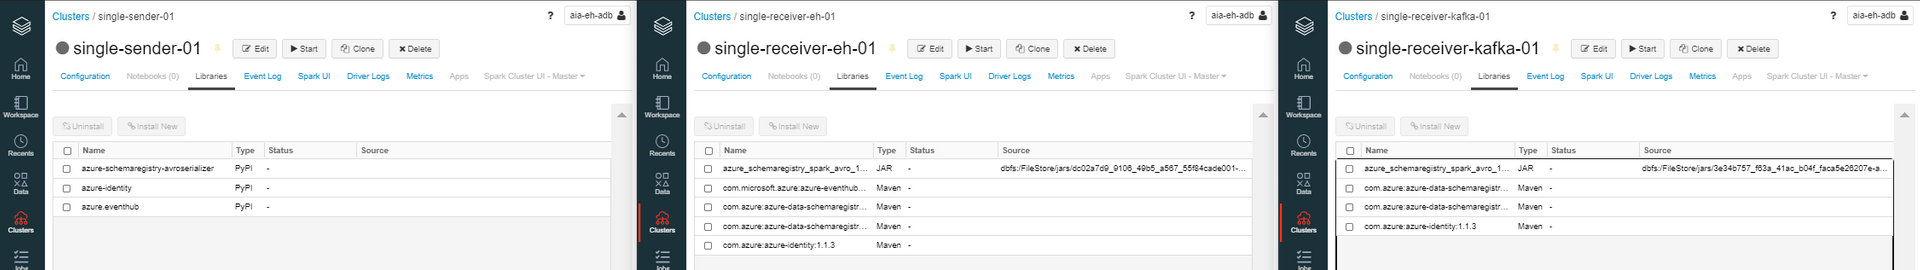 Clusters / single-sender-01
? aia-eh-adb
single-sender-01
Edit Start Clone Delete
Configuration Notebooks (0) Libraries Event Log Spark UI Driver Logs Metrics Apps Spark Cluster UI - Master
Uninstall Install New
Name Type Status Source
azure-schemaregistry-avroserializer PyPI -
azure-identity PyPI -
azure.eventhub PyPI -
Home
Workspace
Recents
Data
Clusters
Jobs
Clusters / single-receiver-eh-01
? aia-eh-adb
single-receiver-eh-01
Edit Start Clone Delete
Configuration Notebooks (0) Libraries Event Log Spark UI Driver Logs Metrics Apps Spark Cluster UI - Master
Uninstall Install New
Name Type Status Source
azure_schemaregistry_spark_avro_1... JAR - dbfs:/FileStore/jars/dc02a7d9_9106_49b5_a567_55f84cade001-...
com.microsoft.azure:azure-eventhub... Maven -
com.azure:azure-data-schemaregistr... Maven -
com.azure:azure-data-schemaregistr... Maven -
com.azure:azure-identity:1.1.3 Maven -
Home
Workspace
Recents
Data
Clusters
Jobs
Clusters / single-receiver-kafka-01
? aia-eh-adb
single-receiver-kafka-01
Edit Start Clone Delete
Configuration Notebooks (0) Libraries Event Log Spark UI Driver Logs Metrics Apps Spark Cluster UI - Master
Uninstall Install New
Name Type Status Source
azure_schemaregistry_spark_avro_1... JAR - dbfs:/FileStore/jars/3e34b757_f63a_41ac_b04f_faca5e26207e-a...
com.azure:azure-data-schemaregistr... Maven -
com.azure:azure-data-schemaregistr... Maven -
com.azure:azure-identity:1.1.3 Maven -
Home
Workspace
Recents
Data
Clusters
Jobs